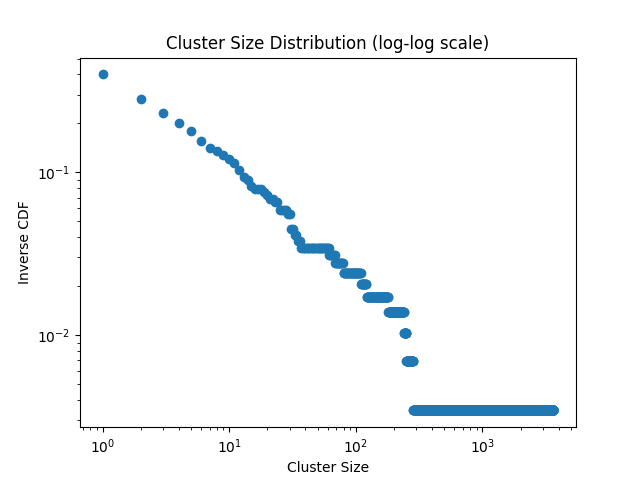 Cluster Size Distribution (log-log scale)
Inverse CDF
10⁻¹
10⁻²
10⁰ 10¹ 10² 10³
Cluster Size